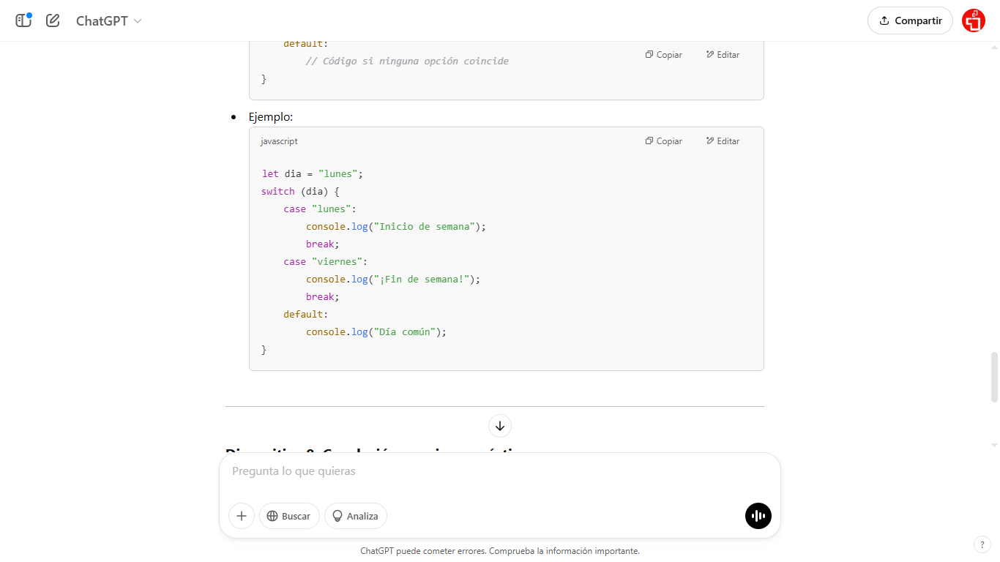 ChatGPT
Compartir
default:
Copiar
Editar
// Código si ninguna opción coincide
}
Ejemplo:
javascript
Copiar
Editar
let dia = "lunes";
switch (dia) {
case "lunes":
console.log("Inicio de semana");
break;
case "viernes":
console.log("¡Fin de semana!");
break;
default:
console.log("Día común");
}
Pregunta lo que quieras
Buscar
Analiza
ChatGPT puede cometer errores. Comprueba la información importante.
?